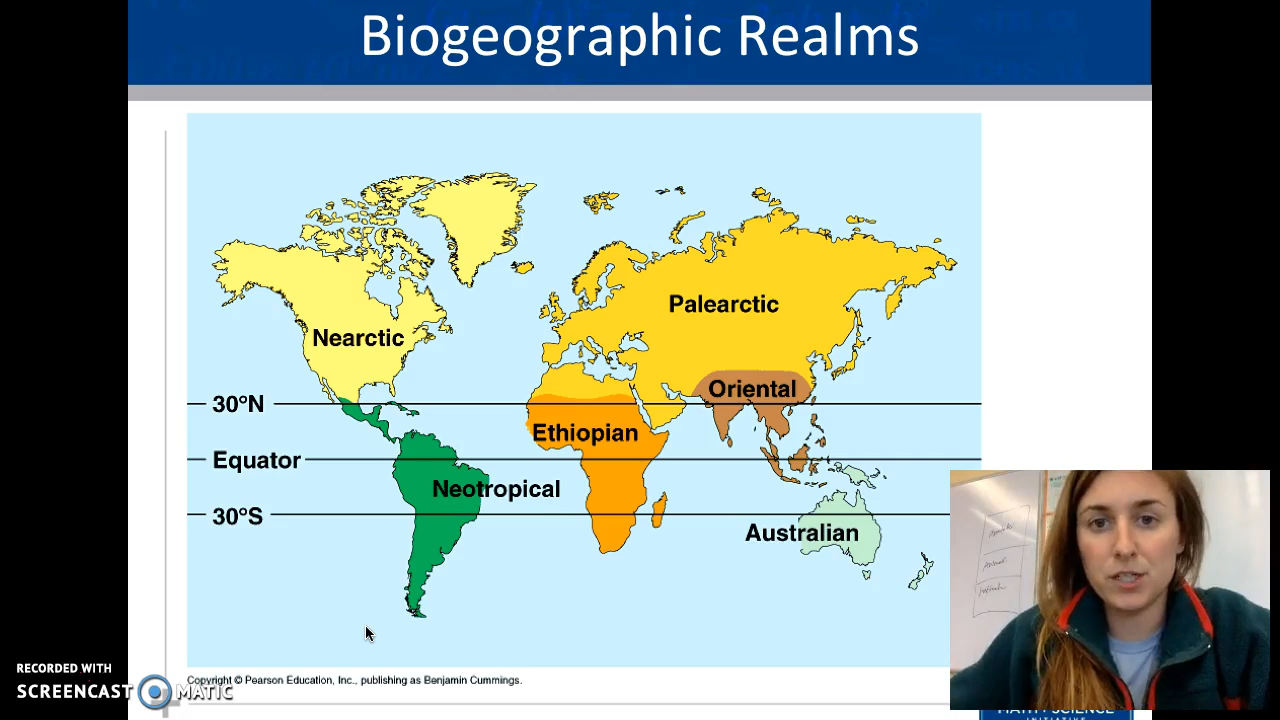 Biogeographic Realms
Nearctic
Palearctic
Oriental
30°N
Ethiopian
Equator
Neotropical
30°S
Australian
RECORDED WITH
SCREENCAST MATIC
Copyright © Pearson Education, Inc., publishing as Benjamin Cummings.
INITIATIVE